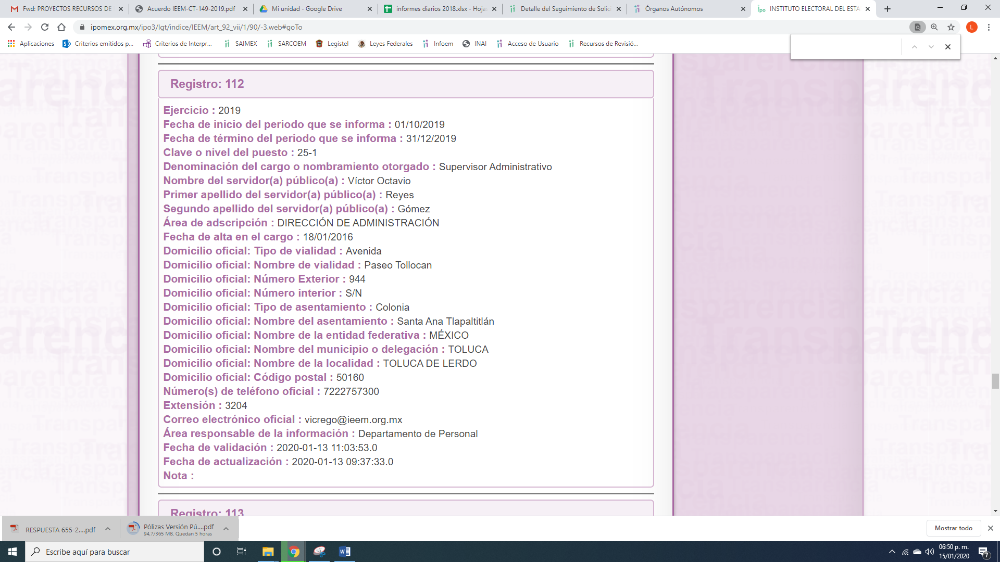 Fwd: PROYECTOS RECURSOS DE
Acuerdo IEEM-CT-149-2019.pdf
Mi unidad - Google Drive
informes diarios 2018.xlsx - Hoja
Detalle del Seguimiento de Solici
Órganos Autónomos
INSTITUTO ELECTORAL DEL ESTA
ipomex.org.mx/ipo3/lgt/indice/IEEM/art_92_vii/1/90/-3.web#goTo
L
Aplicaciones
Criterios emitidos p...
Criterios de Interpr...
SAIMEX
SARCOEM
Legistel
Leyes Federales
Infoem
INAI
Acceso de Usuario
Recursos de Revisió...
Registro: 112
Ejercicio : 2019
Fecha de inicio del periodo que se informa : 01/10/2019
Fecha de término del periodo que se informa : 31/12/2019
Clave o nivel del puesto : 25-1
Denominación del cargo o nombramiento otorgado : Supervisor Administrativo
Nombre del servidor(a) público(a) : Víctor Octavio
Primer apellido del servidor(a) público(a) : Reyes
Segundo apellido del servidor(a) público(a) : Gómez
Área de adscripción : DIRECCIÓN DE ADMINISTRACIÓN
Fecha de alta en el cargo : 18/01/2016
Domicilio oficial: Tipo de vialidad : Avenida
Domicilio oficial: Nombre de vialidad : Paseo Tollocan
Domicilio oficial: Número Exterior : 944
Domicilio oficial: Número interior : S/N
Domicilio oficial: Tipo de asentamiento : Colonia
Domicilio oficial: Nombre del asentamiento : Santa Ana Tlapaltitlán
Domicilio oficial: Nombre de la entidad federativa : MÉXICO
Domicilio oficial: Nombre del municipio o delegación : TOLUCA
Domicilio oficial: Nombre de la localidad : TOLUCA DE LERDO
Domicilio oficial: Código postal : 50160
Número(s) de teléfono oficial : 7222757300
Extensión : 3204
Correo electrónico oficial : vicrego@ieem.org.mx
Área responsable de la información : Departamento de Personal
Fecha de validación : 2020-01-13 11:03:53.0
Fecha de actualización : 2020-01-13 09:37:33.0
Nota :
Registro: 113
RESPUESTA 655-2....pdf
Pólizas Versión Pú....pdf
94,7/365 MB, Quedan 5 horas
Mostrar todo
Escribe aquí para buscar
06:50 p. m.
15/01/2020
7